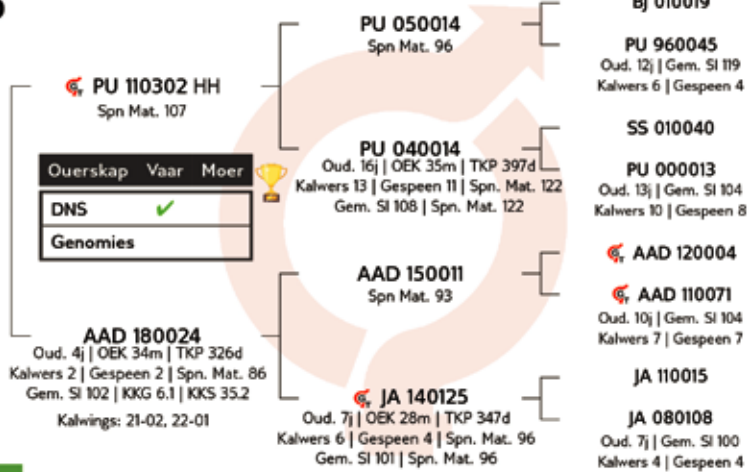 BJ 010019
PU 050014
Spn Mat. 96
PU 960045
Oud. 12j | Gem. SI 119
Kalwers 6 | Gespeen 4
PU 110302 HH
Spn Mat. 107
SS 010040
PU 040014
Oud. 16j | OEK 35m | TKP 397d
Kalwers 13 | Gespeen 11 | Spn. Mat. 122
Gem. SI 108 | Spn. Mat. 122
PU 000013
Oud. 13j | Gem. SI 104
Kalwers 10 | Gespeen 8
Ouerskap Vaar Moer
DNS ✔
Genomies
AAD 120004
AAD 150011
Spn Mat. 93
AAD 110071
Oud. 10j | Gem. SI 104
Kalwers 7 | Gespeen 7
AAD 180024
Oud. 4j | OEK 34m | TKP 326d
Kalwers 2 | Gespeen 2 | Spn. Mat. 86
Gem. SI 102 | KKG 6.1 | KKS 35.2
Kalwings: 21-02, 22-01
JA 110015
JA 140125
Oud. 7j | OEK 28m | TKP 347d
Kalwers 6 | Gespeen 4 | Spn. Mat. 96
Gem. SI 101 | Spn. Mat. 96
JA 080108
Oud. 7j | Gem. SI 100
Kalwers 4 | Gespeen 4